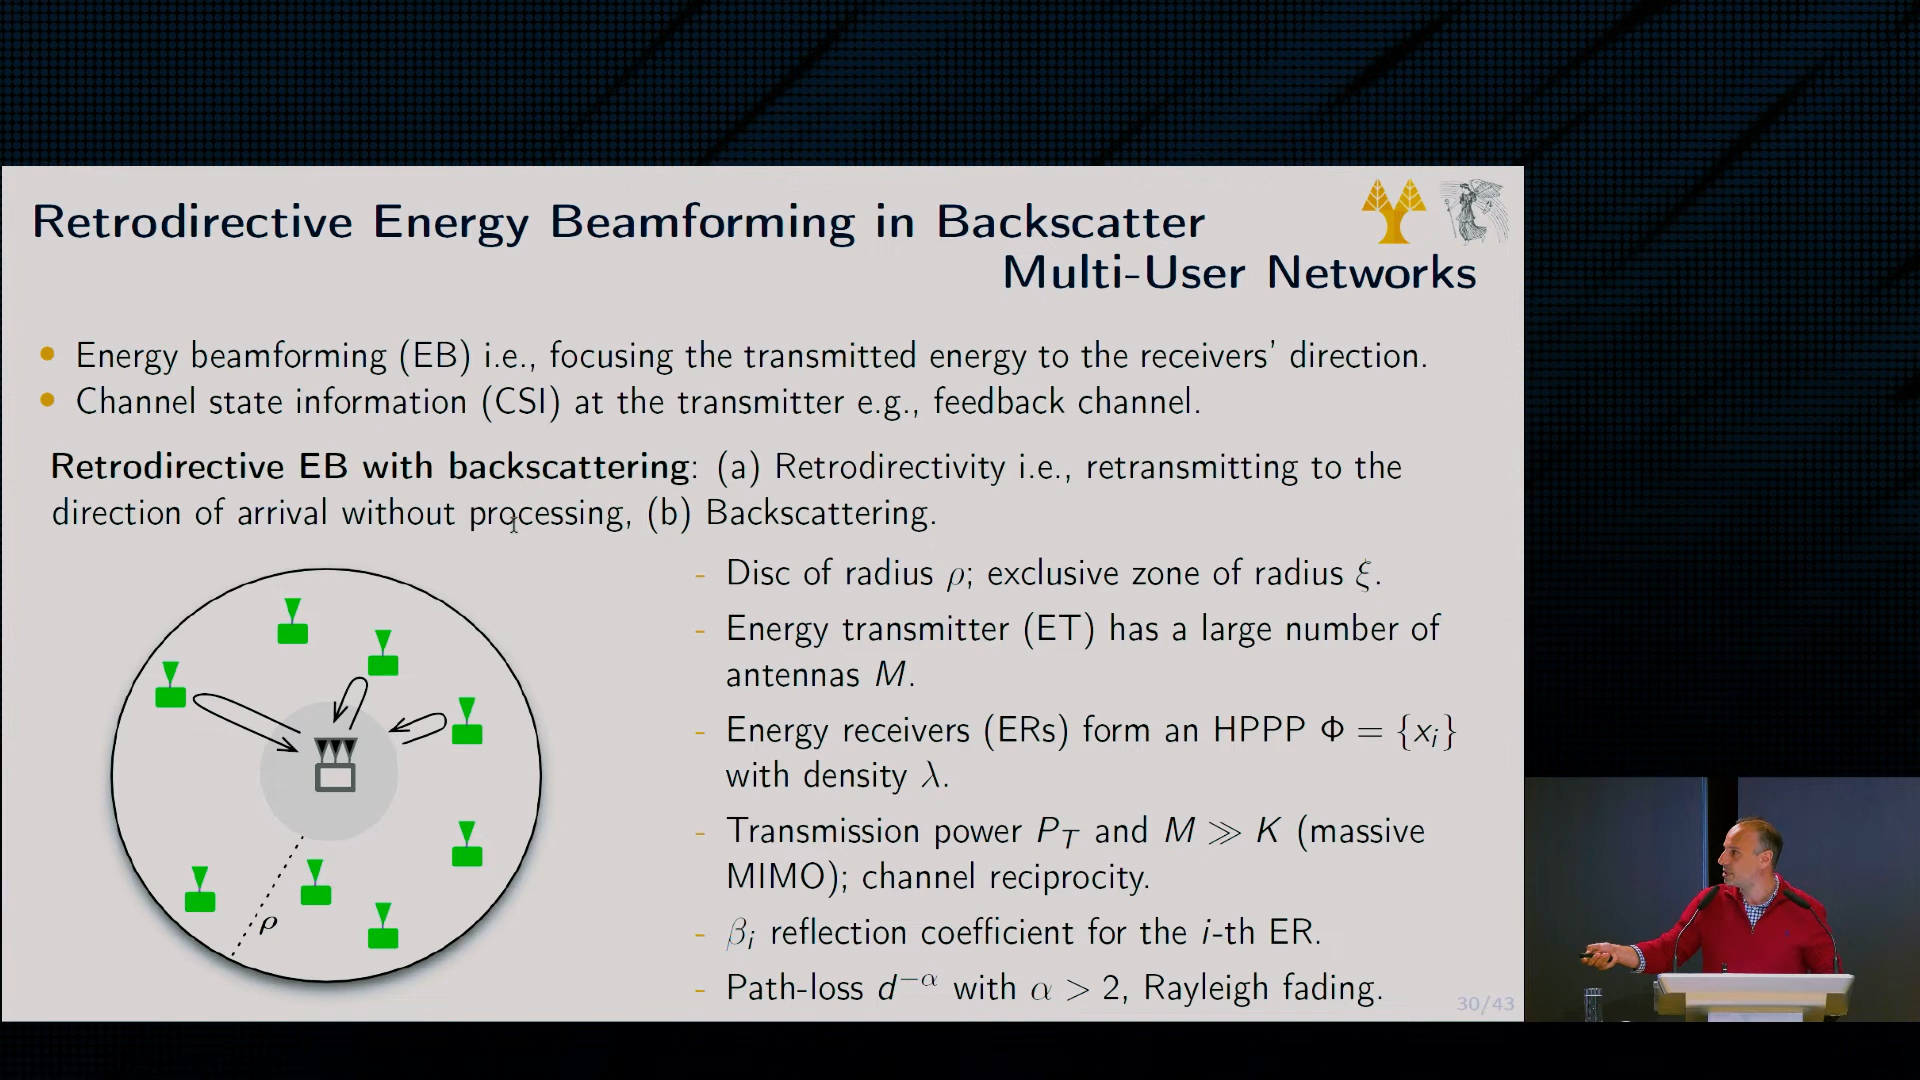 Retrodirective Energy Beamforming in Backscatter
Multi-User Networks
• Energy beamforming (EB) i.e., focusing the transmitted energy to the receivers' direction.
• Channel state information (CSI) at the transmitter e.g., feedback channel.
Retrodirective EB with backscattering: (a) Retrodirectivity i.e., retransmitting to the
direction of arrival without processing, (b) Backscattering.
ρ
- Disc of radius ρ; exclusive zone of radius ξ.
- Energy transmitter (ET) has a large number of
antennas M.
- Energy receivers (ERs) form an HPPP Φ = {xᵢ}
with density λ.
- Transmission power P_T and M ≫ K (massive
MIMO); channel reciprocity.
- βᵢ reflection coefficient for the i-th ER.
- Path-loss d^{−α} with α > 2, Rayleigh fading.
30/43